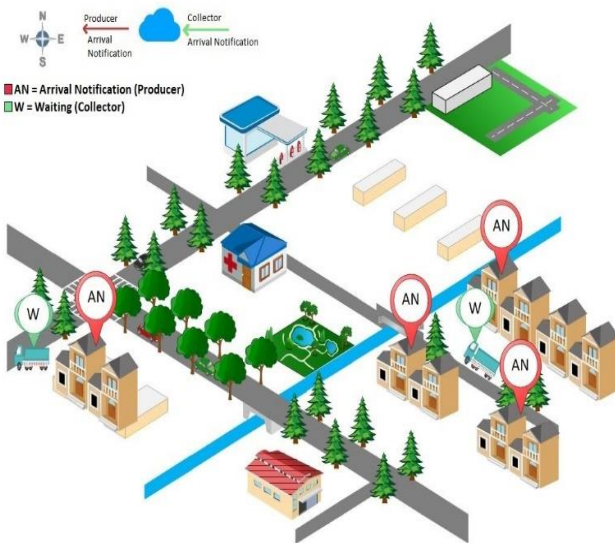 N
W E
S
Producer
Arrival
Notification
Collector
Arrival Notification
AN = Arrival Notification (Producer)
W = Waiting (Collector)
AN
AN
W
AN
W
AN